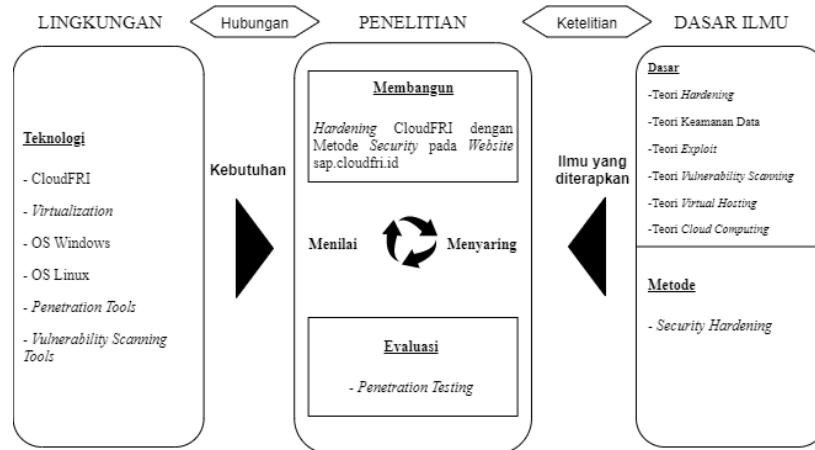 LINGKUNGAN
Hubungan
PENELITIAN
Ketelitian
DASAR ILMU
Teknologi
- CloudFRI
- Virtualization
- OS Windows
- OS Linux
- Penetration Tools
- Vulnerability Scanning
Tools
Kebutuhan
Membangun
Hardening CloudFRI dengan
Metode Security pada Website
sap.cloudfri.id
Menilai
Menyaring
Evaluasi
- Penetration Testing
Ilmu yang
diterapkan
Dasar
-Teori Hardening
-Teori Keamanan Data
-Teori Exploit
-Teori Vulnerability Scanning
-Teori Virtual Hosting
-Teori Cloud Computing
Metode
- Security Hardening